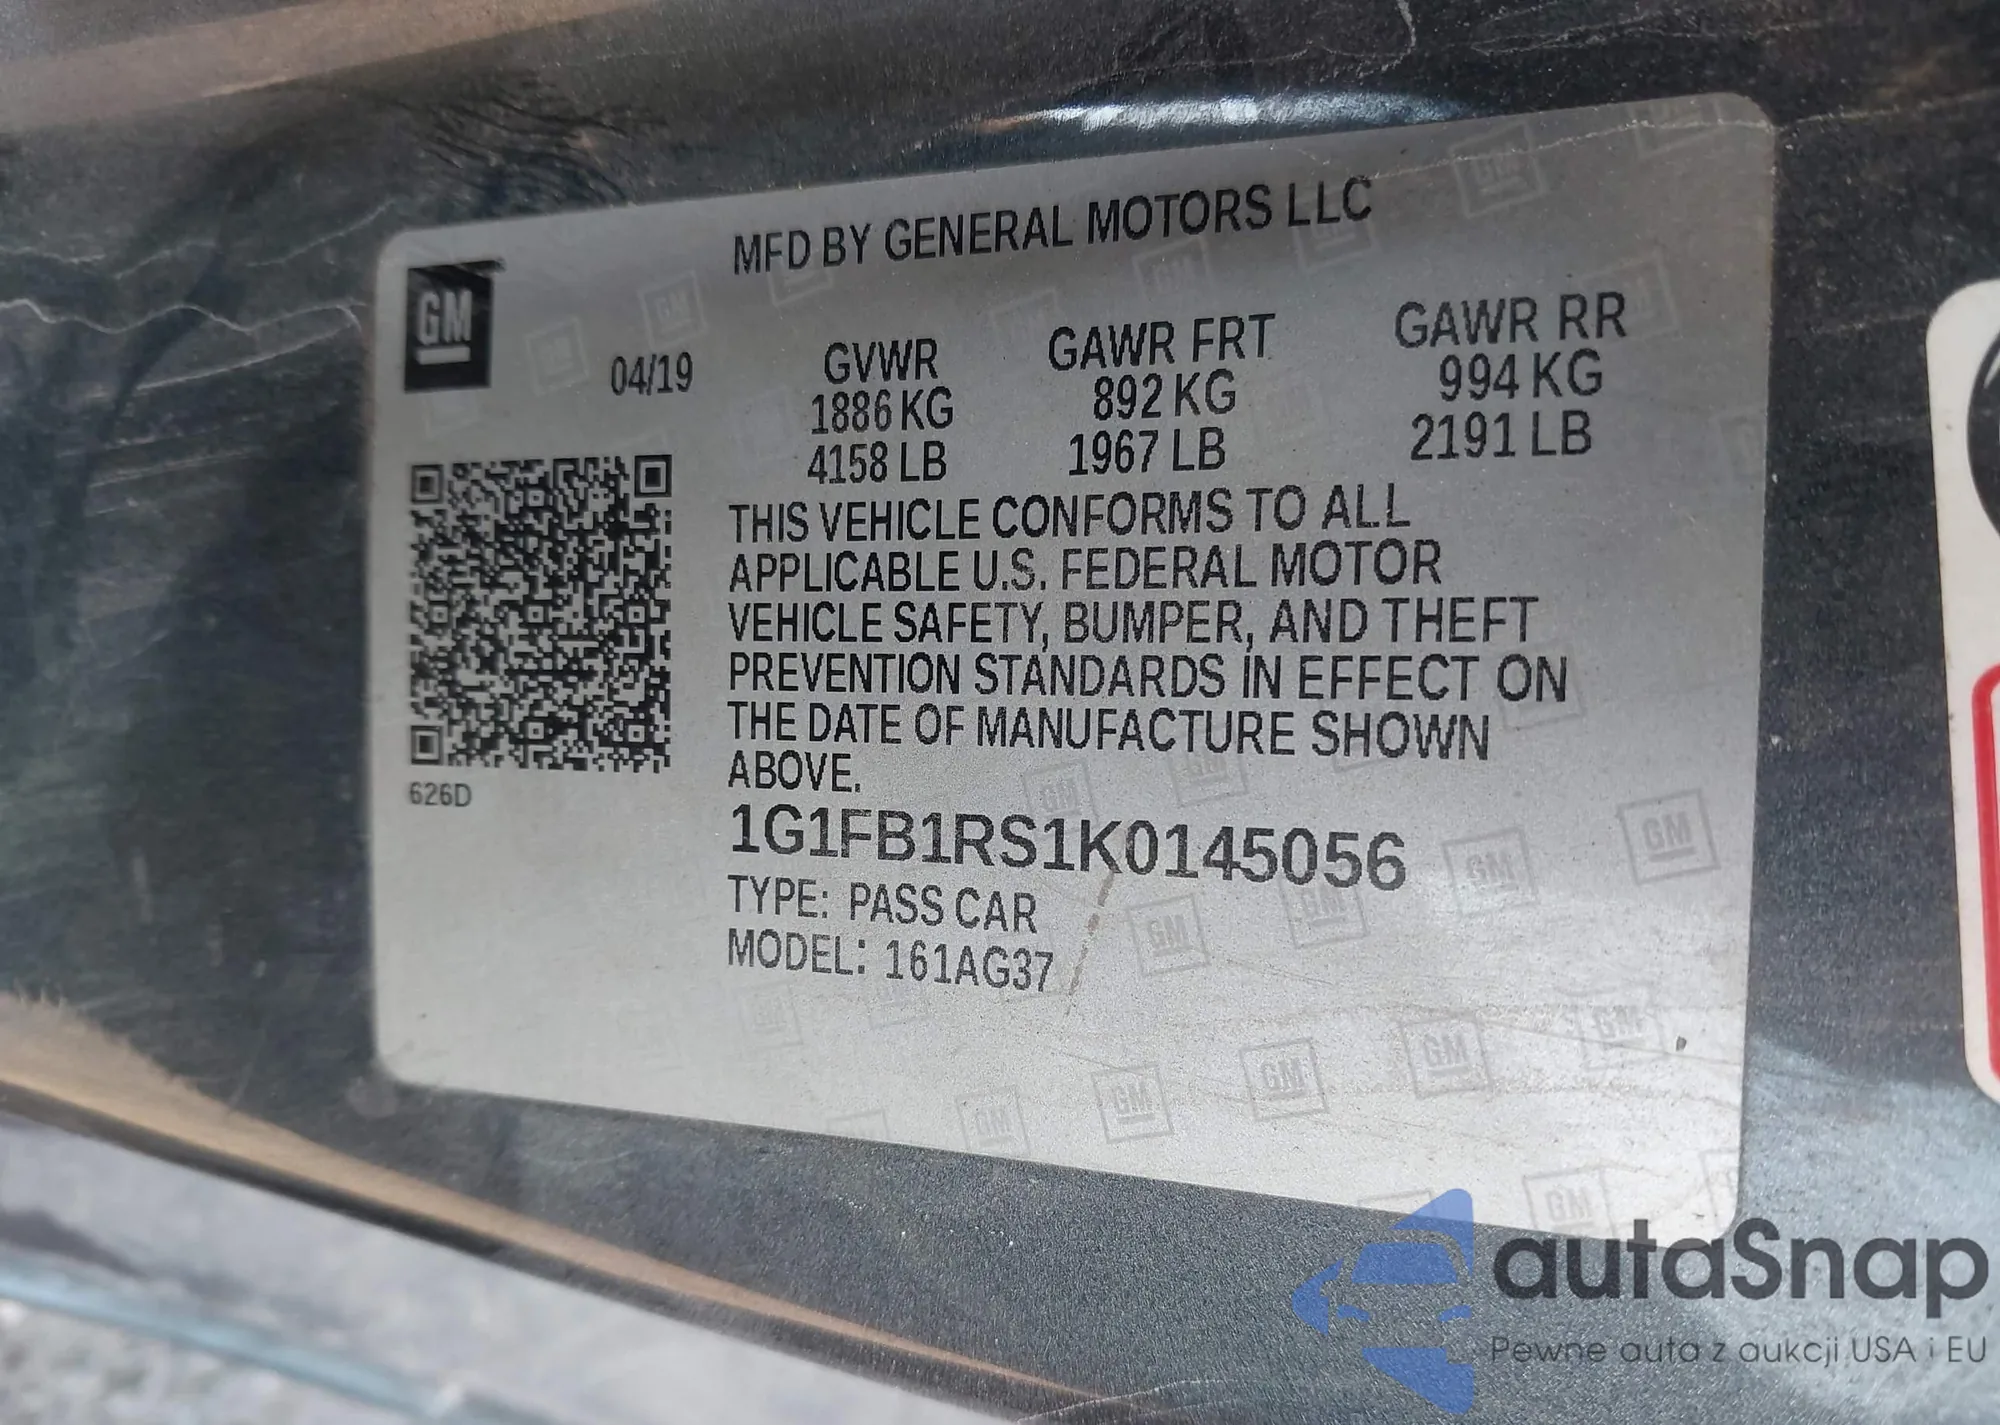 MFD BY GENERAL MOTORS LLC
GM
04/19
GVWR
1886 KG
4158 LB
GAWR FRT
892 KG
1967 LB
GAWR RR
994 KG
2191 LB
THIS VEHICLE CONFORMS TO ALL
APPLICABLE U.S. FEDERAL MOTOR
VEHICLE SAFETY, BUMPER, AND THEFT
PREVENTION STANDARDS IN EFFECT ON
THE DATE OF MANUFACTURE SHOWN
ABOVE.
626D
1G1FB1RS1K0145056
TYPE: PASS CAR
MODEL: 161AG37
autaSnap
Pewne auta z aukcji USA i EU